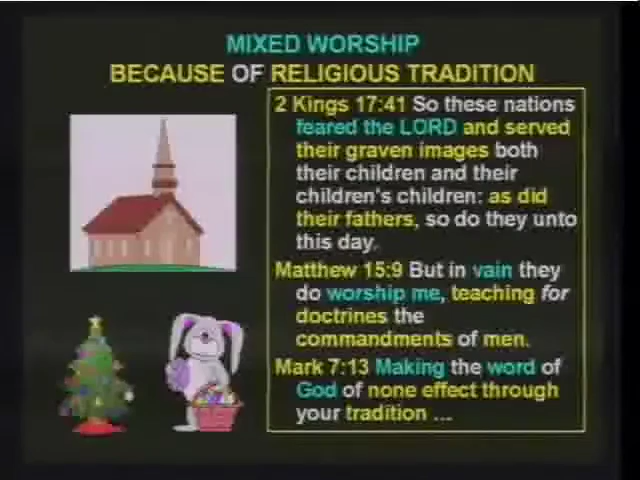 MIXED WORSHIP
BECAUSE OF RELIGIOUS TRADITION
2 Kings 17:41 So these nations
feared the LORD and served
their graven images both
their children and their
children's children: as did
their fathers, so do they unto
this day.
Matthew 15:9 But in vain they
do worship me, teaching for
doctrines the
commandments of men.
Mark 7:13 Making the word of
God of none effect through
your tradition ...